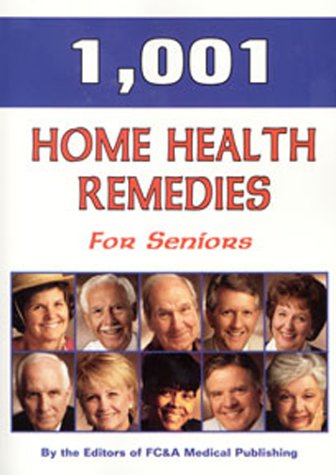 1,001
HOME HEALTH
REMEDIES
For Seniors
By the Editors of FC&A Medical Publishing